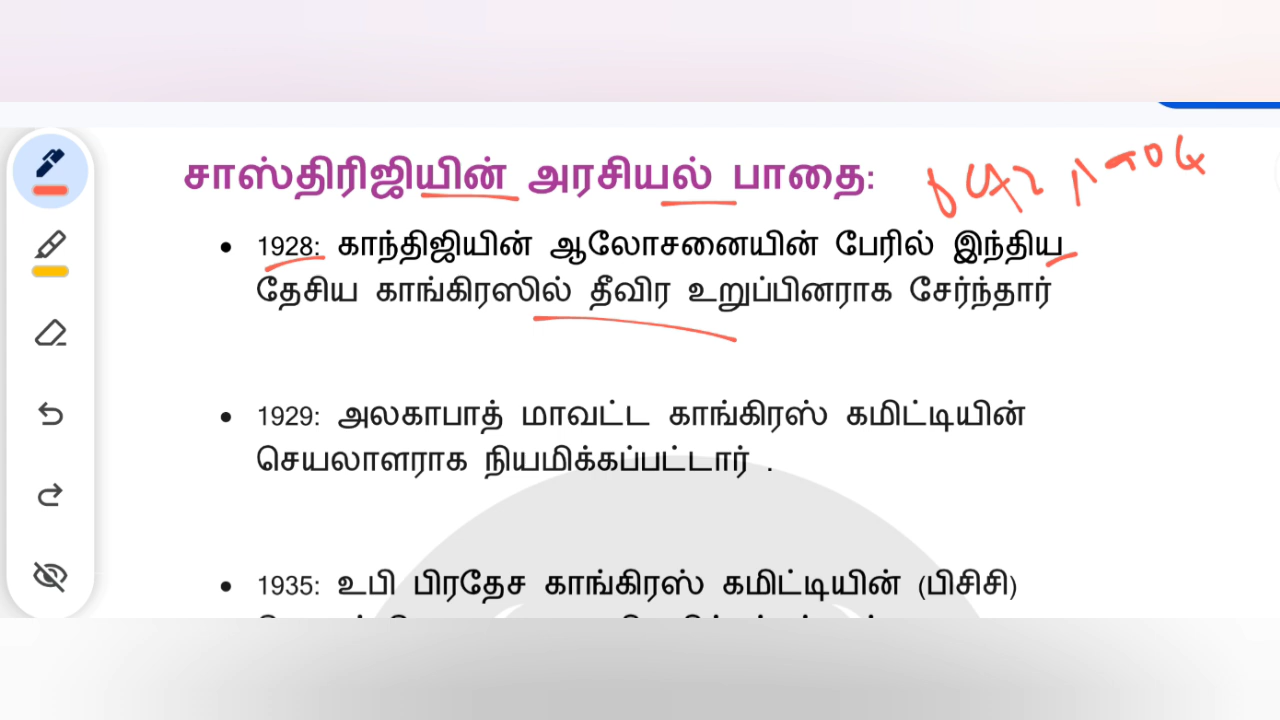 சாஸ்திரிஜியின் அரசியல் பாதை:
• 1928: காந்திஜியின் ஆலோசனையின் பேரில் இந்திய
தேசிய காங்கிரஸில் தீவிர உறுப்பினராக சேர்ந்தார்
• 1929: அலகாபாத் மாவட்ட காங்கிரஸ் கமிட்டியின்
செயலாளராக நியமிக்கப்பட்டார் .
• 1935: உபி பிரதேச காங்கிரஸ் கமிட்டியின் (பிசிசி)